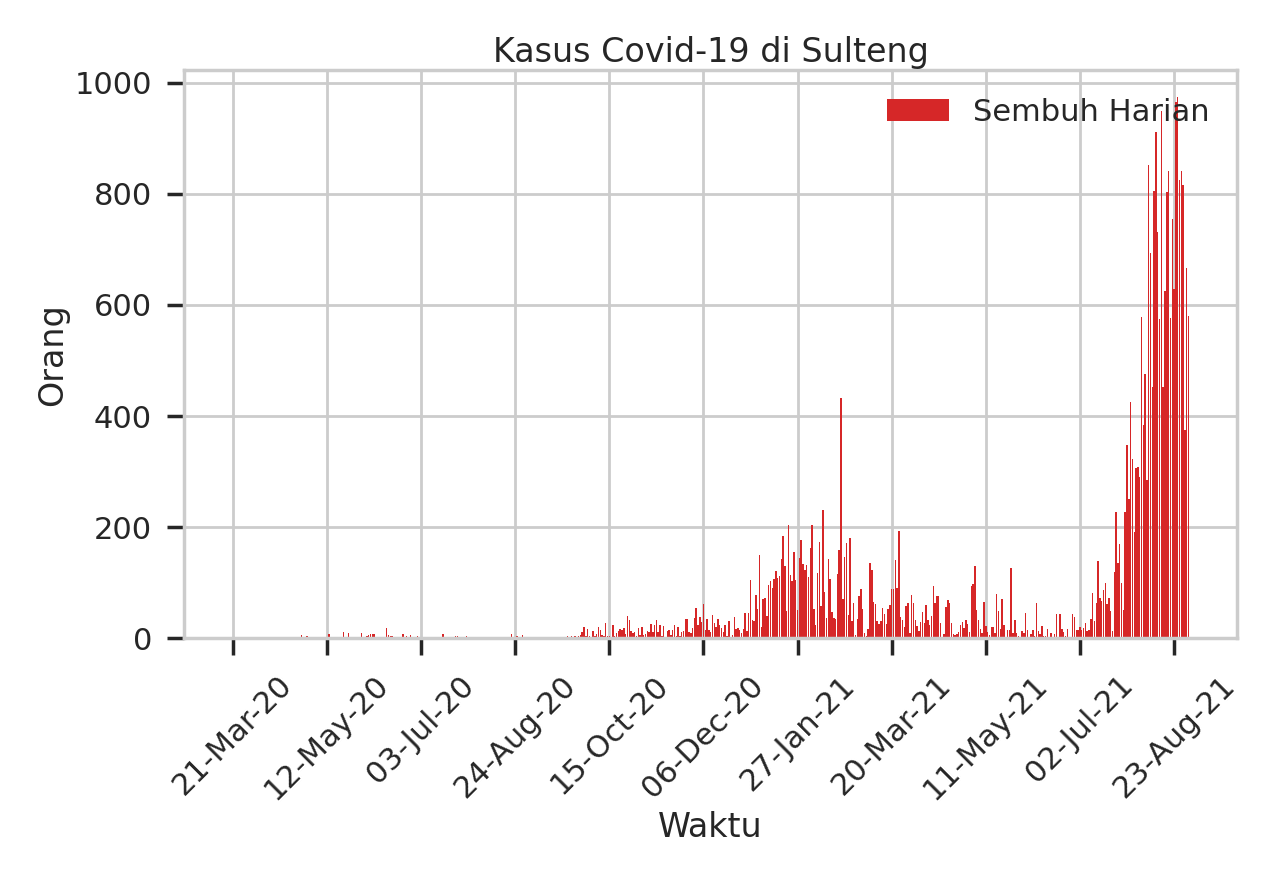 Kasus Covid-19 di Sulteng
Sembuh Harian
Orang
1000
800
600
400
200
0
21-Mar-20
12-May-20
03-Jul-20
24-Aug-20
15-Oct-20
06-Dec-20
27-Jan-21
20-Mar-21
11-May-21
02-Jul-21
23-Aug-21
Waktu